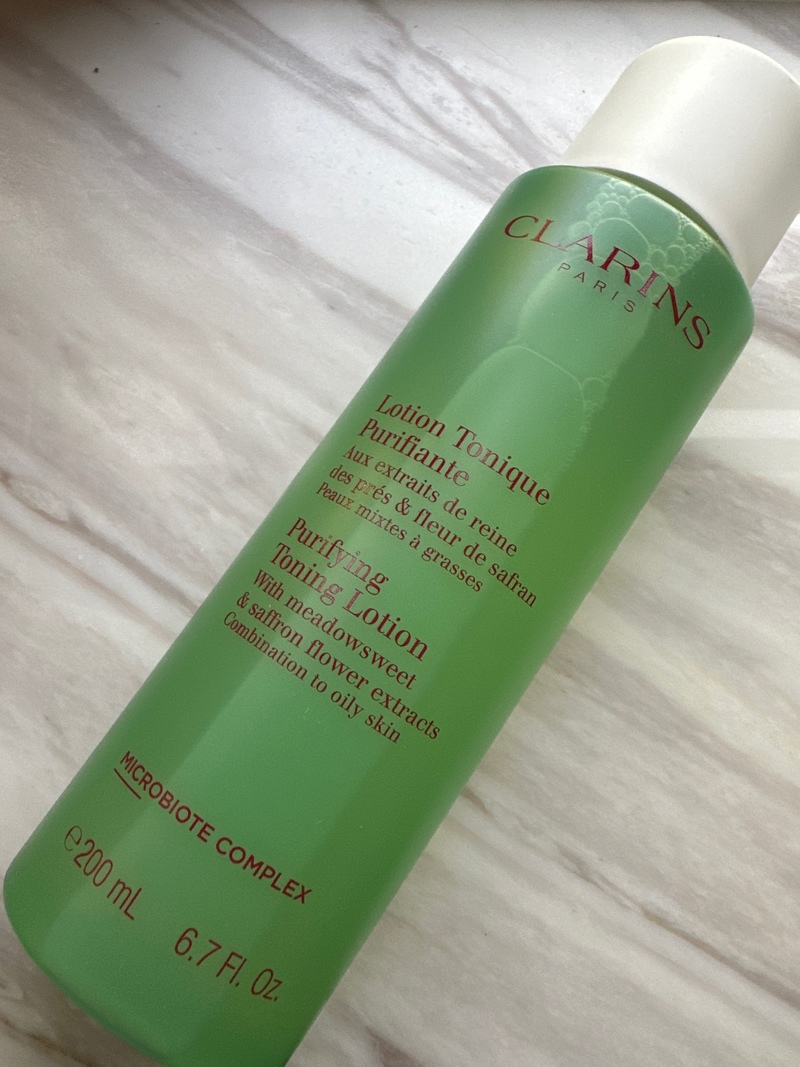 CLARINS
PARIS
Lotion Tonique
Purifiante
Aux extraits de reine
des prés & fleur de safran
Peaux mixtes à grasses
Purifying
Toning Lotion
With meadowsweet
& saffron flower extracts
Combination to oily skin
MICROBIOTE COMPLEX
℮200 mL 6.7 Fl. Oz.